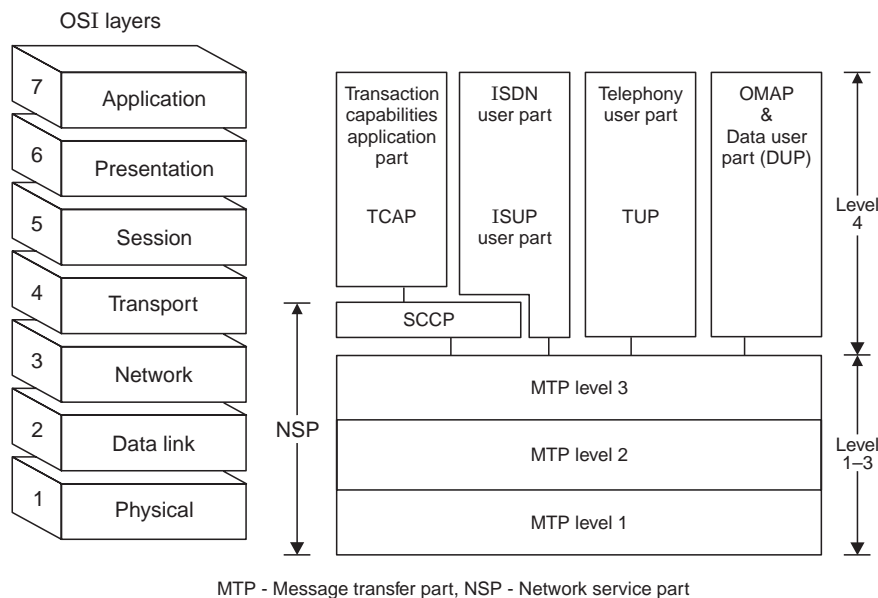 OSI layers
7
Application
6
Presentation
5
Session
4
Transport
3
Network
2
Data link
1
Physical
Transaction
capabilities
application
part
TCAP
ISDN
user part
ISUP
user part
Telephony
user part
TUP
OMAP
&
Data user
part (DUP)
Level
4
SCCP
NSP
MTP level 3
MTP level 2
MTP level 1
Level
1–3
MTP - Message transfer part, NSP - Network service part